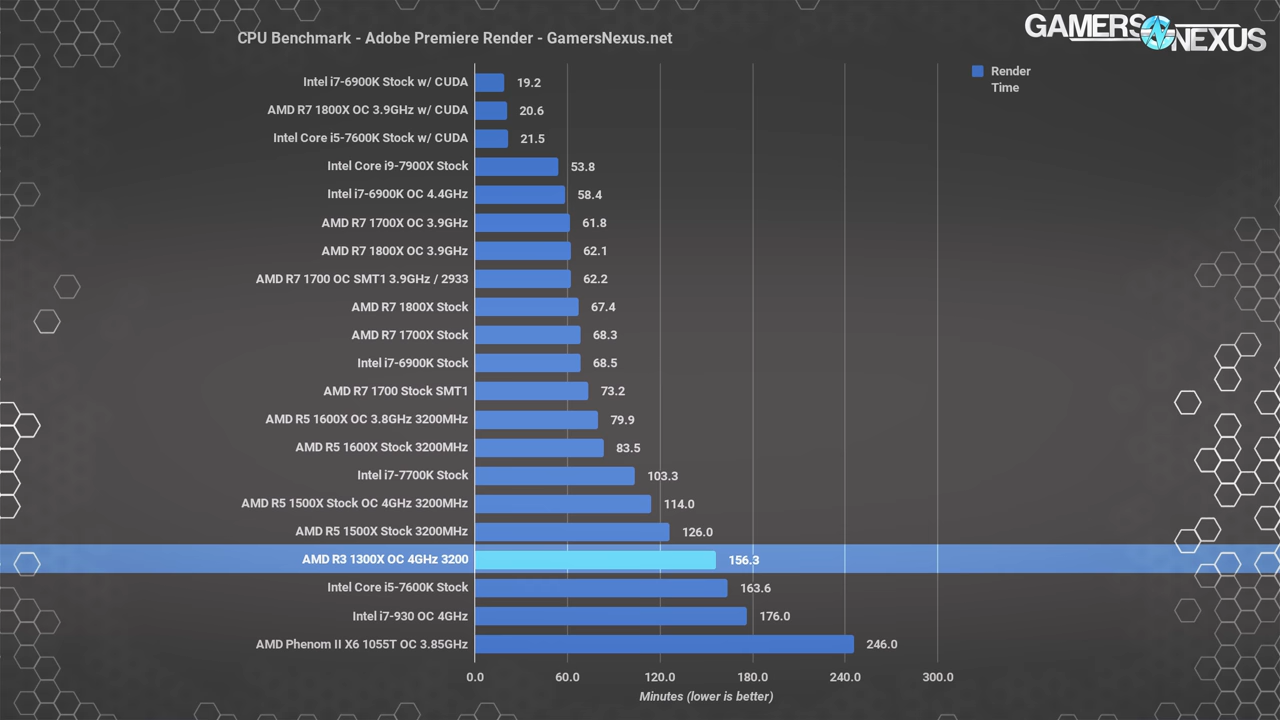 CPU Benchmark - Adobe Premiere Render - GamersNexus.net
GAMERS NEXUS
Render
Time
Intel i7-6900K Stock w/ CUDA 19.2
AMD R7 1800X OC 3.9GHz w/ CUDA 20.6
Intel Core i5-7600K Stock w/ CUDA 21.5
Intel Core i9-7900X Stock 53.8
Intel i7-6900K OC 4.4GHz 58.4
AMD R7 1700X OC 3.9GHz 61.8
AMD R7 1800X OC 3.9GHz 62.1
AMD R7 1700 OC SMT1 3.9GHz / 2933 62.2
AMD R7 1800X Stock 67.4
AMD R7 1700X Stock 68.3
Intel i7-6900K Stock 68.5
AMD R7 1700 Stock SMT1 73.2
AMD R5 1600X OC 3.8GHz 3200MHz 79.9
AMD R5 1600X Stock 3200MHz 83.5
Intel i7-7700K Stock 103.3
AMD R5 1500X Stock OC 4GHz 3200MHz 114.0
AMD R5 1500X Stock 3200MHz 126.0
AMD R3 1300X OC 4GHz 3200 156.3
Intel Core i5-7600K Stock 163.6
Intel i7-930 OC 4GHz 176.0
AMD Phenom II X6 1055T OC 3.85GHz 246.0
0.0 60.0 120.0 180.0 240.0 300.0
Minutes (lower is better)